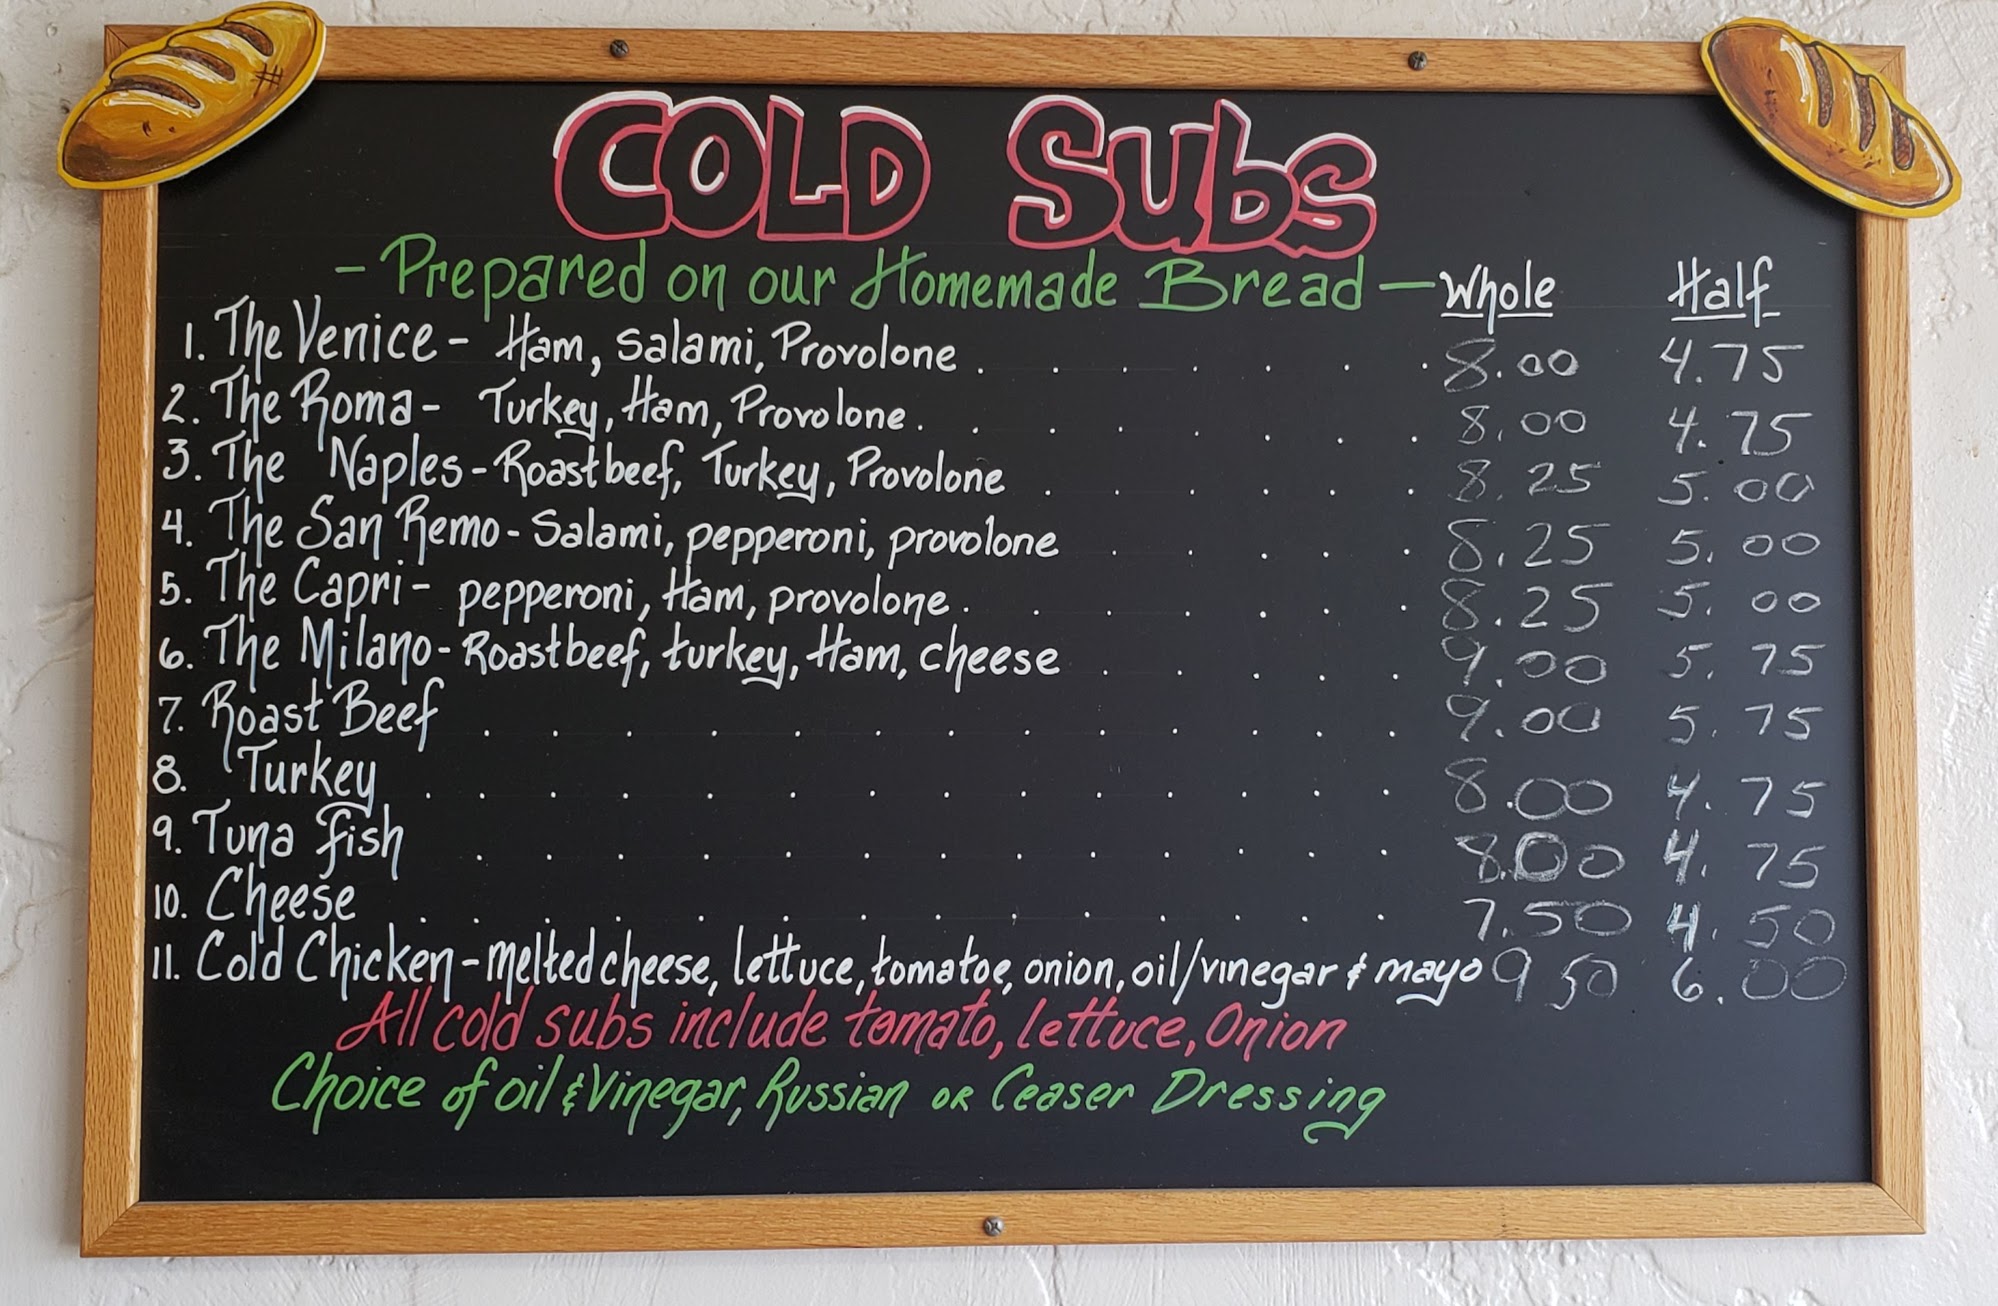 COLD SUBS
- Prepared on our Homemade Bread — Whole Half
1. The Venice - Ham, Salami, Provolone . . . . . . . 8.00 4.75
2. The Roma - Turkey, Ham, Provolone . . . . . . . . 8.00 4.75
3. The Naples - Roast beef, Turkey, Provolone . . . . . . 8.25 5.00
4. The San Remo - Salami, pepperoni, provolone . . . . . 8.25 5.00
5. The Capri - pepperoni, Ham, provolone . . . . . . . 8.25 5.00
6. The Milano - Roast beef, turkey, Ham, cheese . . . . . 9.00 5.75
7. Roast Beef . . . . . . . . . . . . . 9.00 5.75
8. Turkey . . . . . . . . . . . . . . 8.00 4.75
9. Tuna fish . . . . . . . . . . . . . 8.00 4.75
10. Cheese . . . . . . . . . . . . . . 7.50 4.50
11. Cold Chicken - melted cheese, lettuce, tomatoe, onion, oil/vinegar & mayo 9 50 6.00
All cold subs include tomato, lettuce, Onion
Choice of oil & Vinegar, Russian or Ceaser Dressing